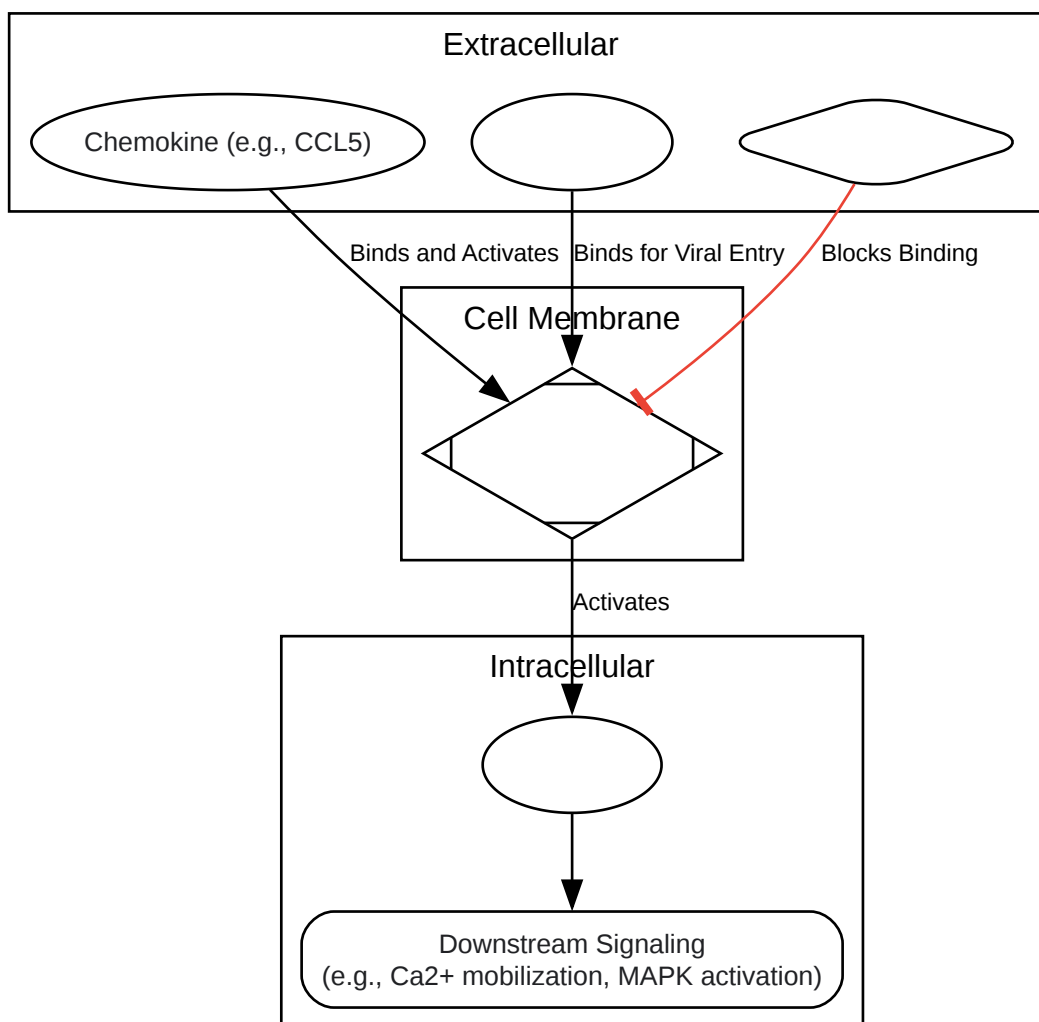 Extracellular
Chemokine (e.g., CCL5)
Binds and Activates
Binds for Viral Entry
Blocks Binding
Cell Membrane
Activates
Intracellular
Downstream Signaling
(e.g., Ca2+ mobilization, MAPK activation)